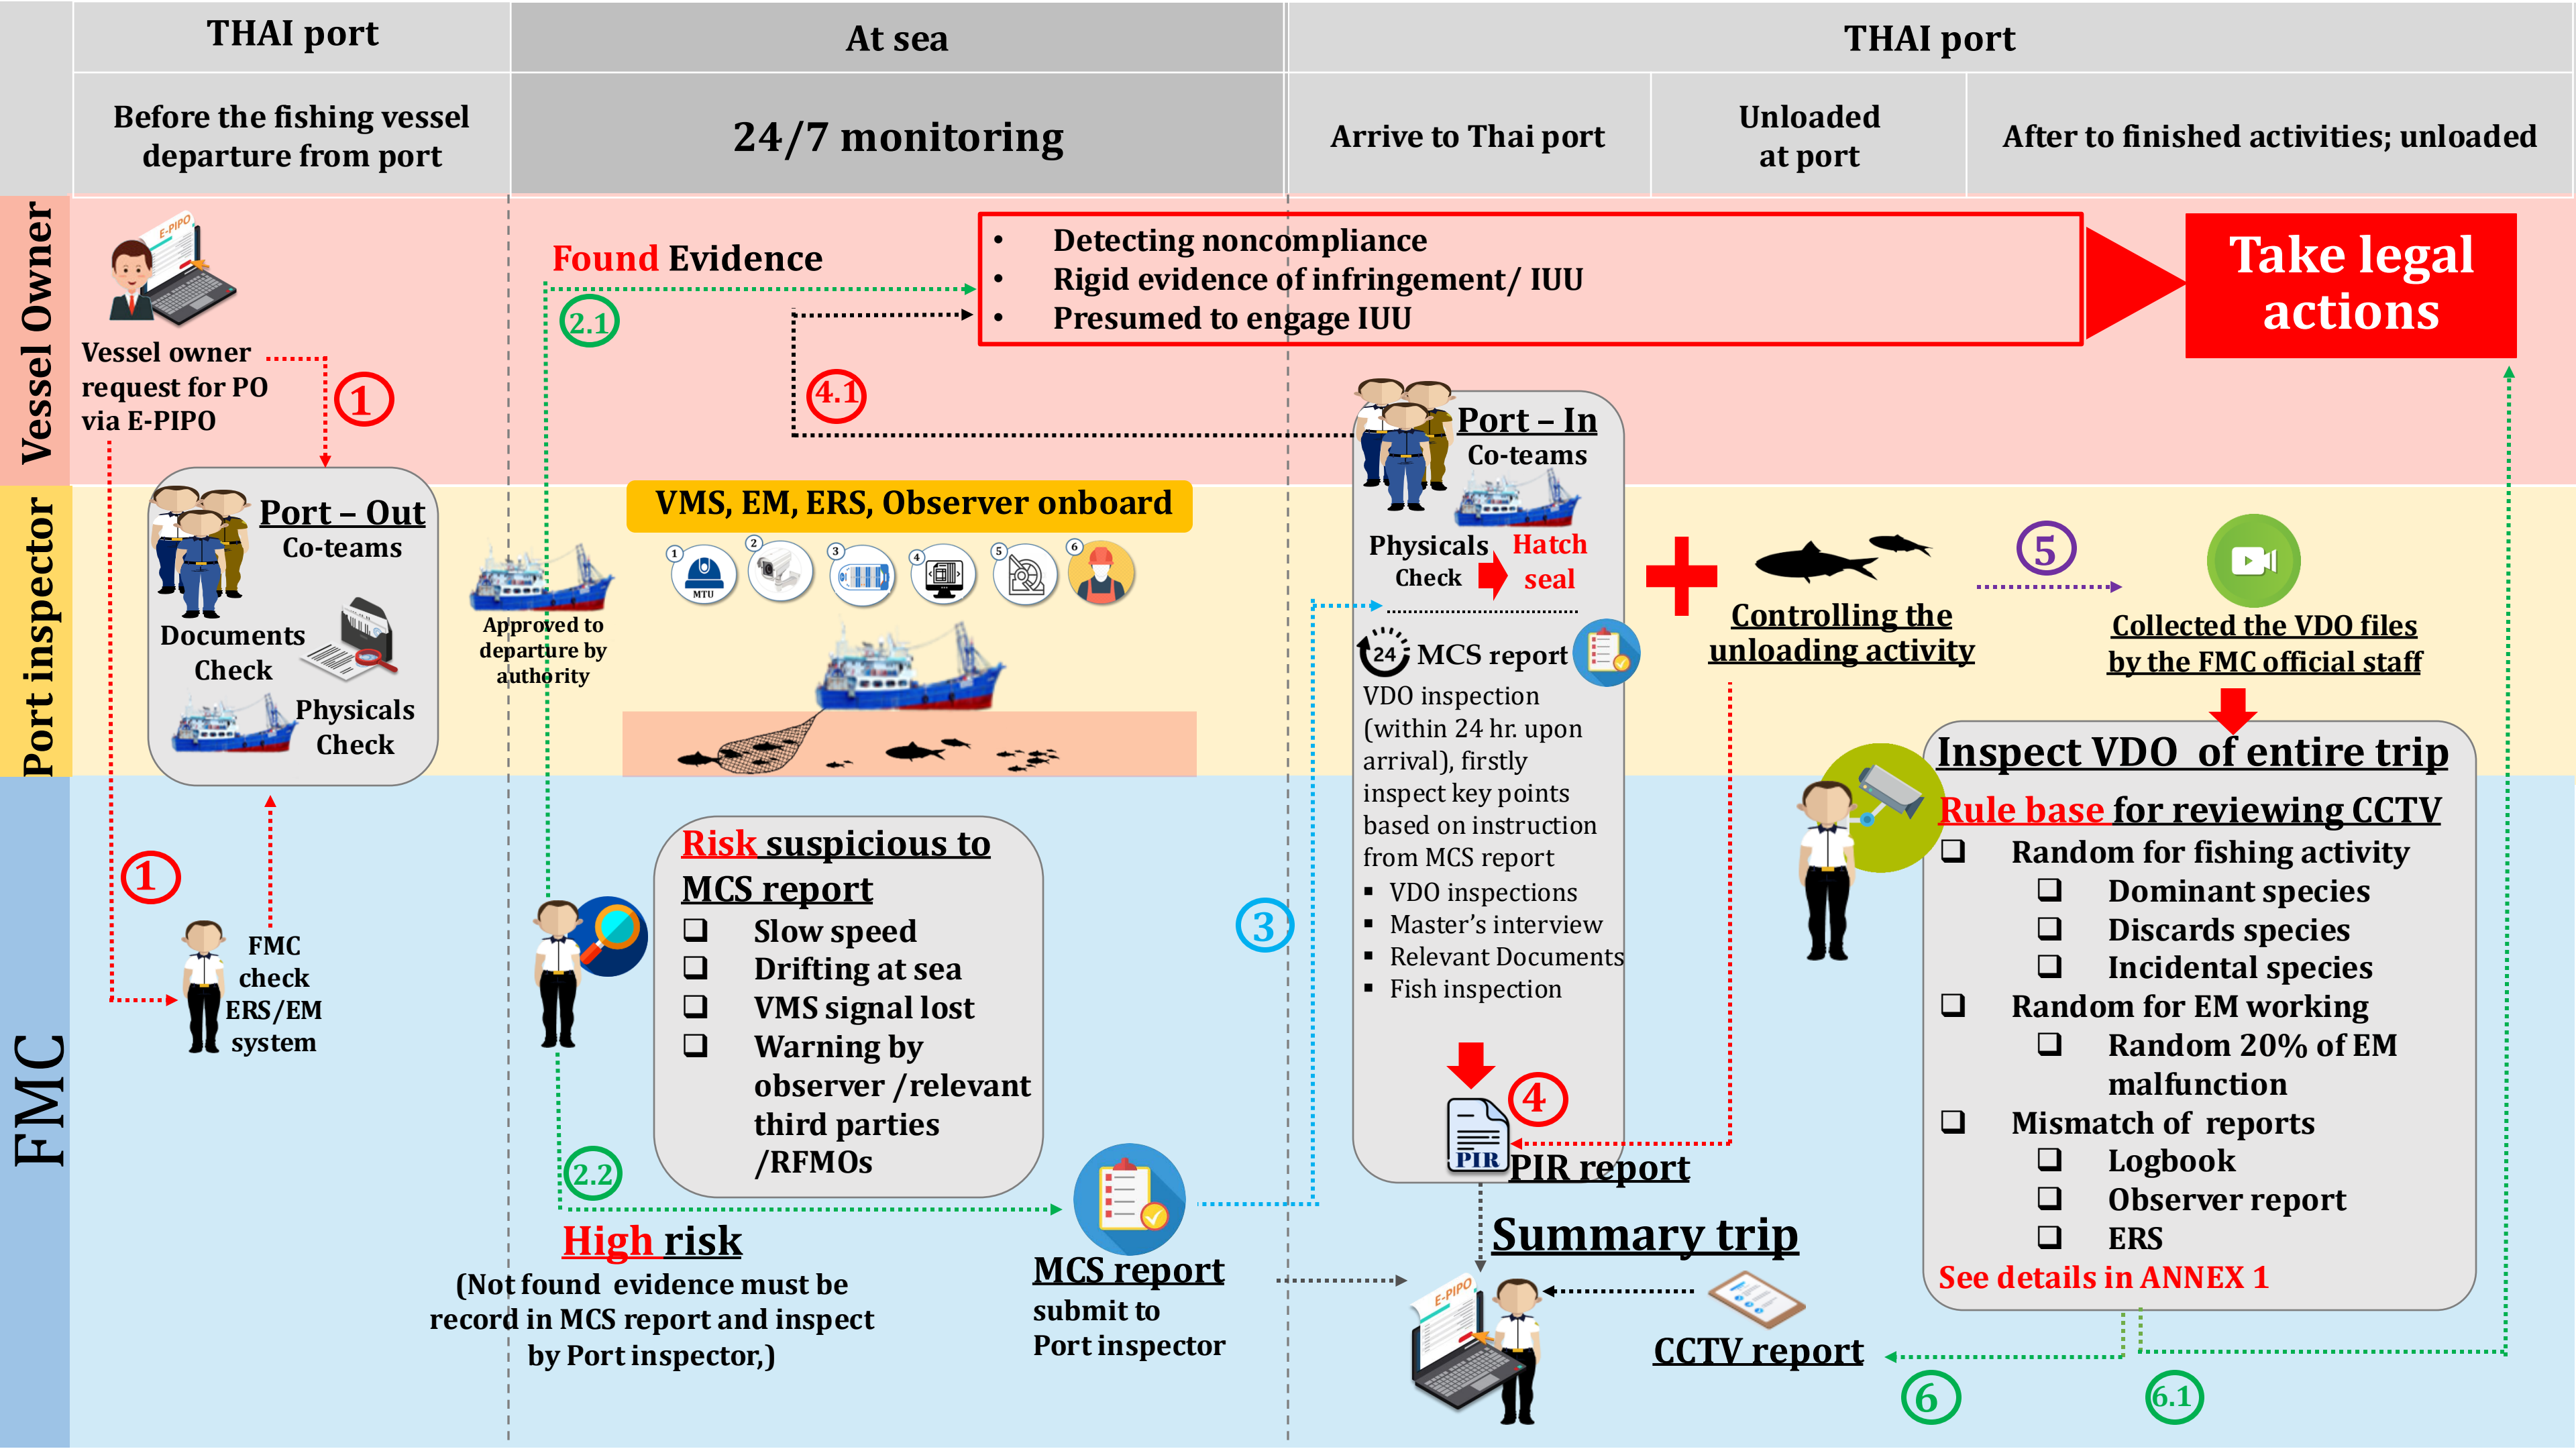 THAI port
At sea
THAI port
Before the fishing vessel
departure from port
24/7 monitoring
Arrive to Thai port
Unloaded
at port
After to finished activities; unloaded
Vessel Owner
E-PIPO
Vessel owner
request for PO
via E-PIPO
1
Found Evidence
2.1
• Detecting noncompliance
• Rigid evidence of infringement/ IUU
• Presumed to engage IUU
Take legal
actions
4.1
Port inspector
Port – Out
Co-teams
Documents
Check
Physicals
Check
Approved to
departure by
authority
VMS, EM, ERS, Observer onboard
1
MTU
2
3
4
5
6
Port – In
Co-teams
Physicals
Check
Hatch
seal
24
MCS report
VDO inspection
(within 24 hr. upon
arrival), firstly
inspect key points
based on instruction
from MCS report
▪ VDO inspections
▪ Master's interview
▪ Relevant Documents
▪ Fish inspection
4
PIR
PIR report
Controlling the
unloading activity
5
Collected the VDO files
by the FMC official staff
FMC
1
FMC
check
ERS/EM
system
Risk suspicious to
MCS report
❑ Slow speed
❑ Drifting at sea
❑ VMS signal lost
❑ Warning by
observer /relevant
third parties
/RFMOs
2.2
High risk
(Not found evidence must be
record in MCS report and inspect
by Port inspector,)
MCS report
submit to
Port inspector
3
Summary trip
E-PIPO
CCTV report
Inspect VDO of entire trip
Rule base for reviewing CCTV
❑ Random for fishing activity
❑ Dominant species
❑ Discards species
❑ Incidental species
❑ Random for EM working
❑ Random 20% of EM
malfunction
❑ Mismatch of reports
❑ Logbook
❑ Observer report
❑ ERS
See details in ANNEX 1
6
6.1